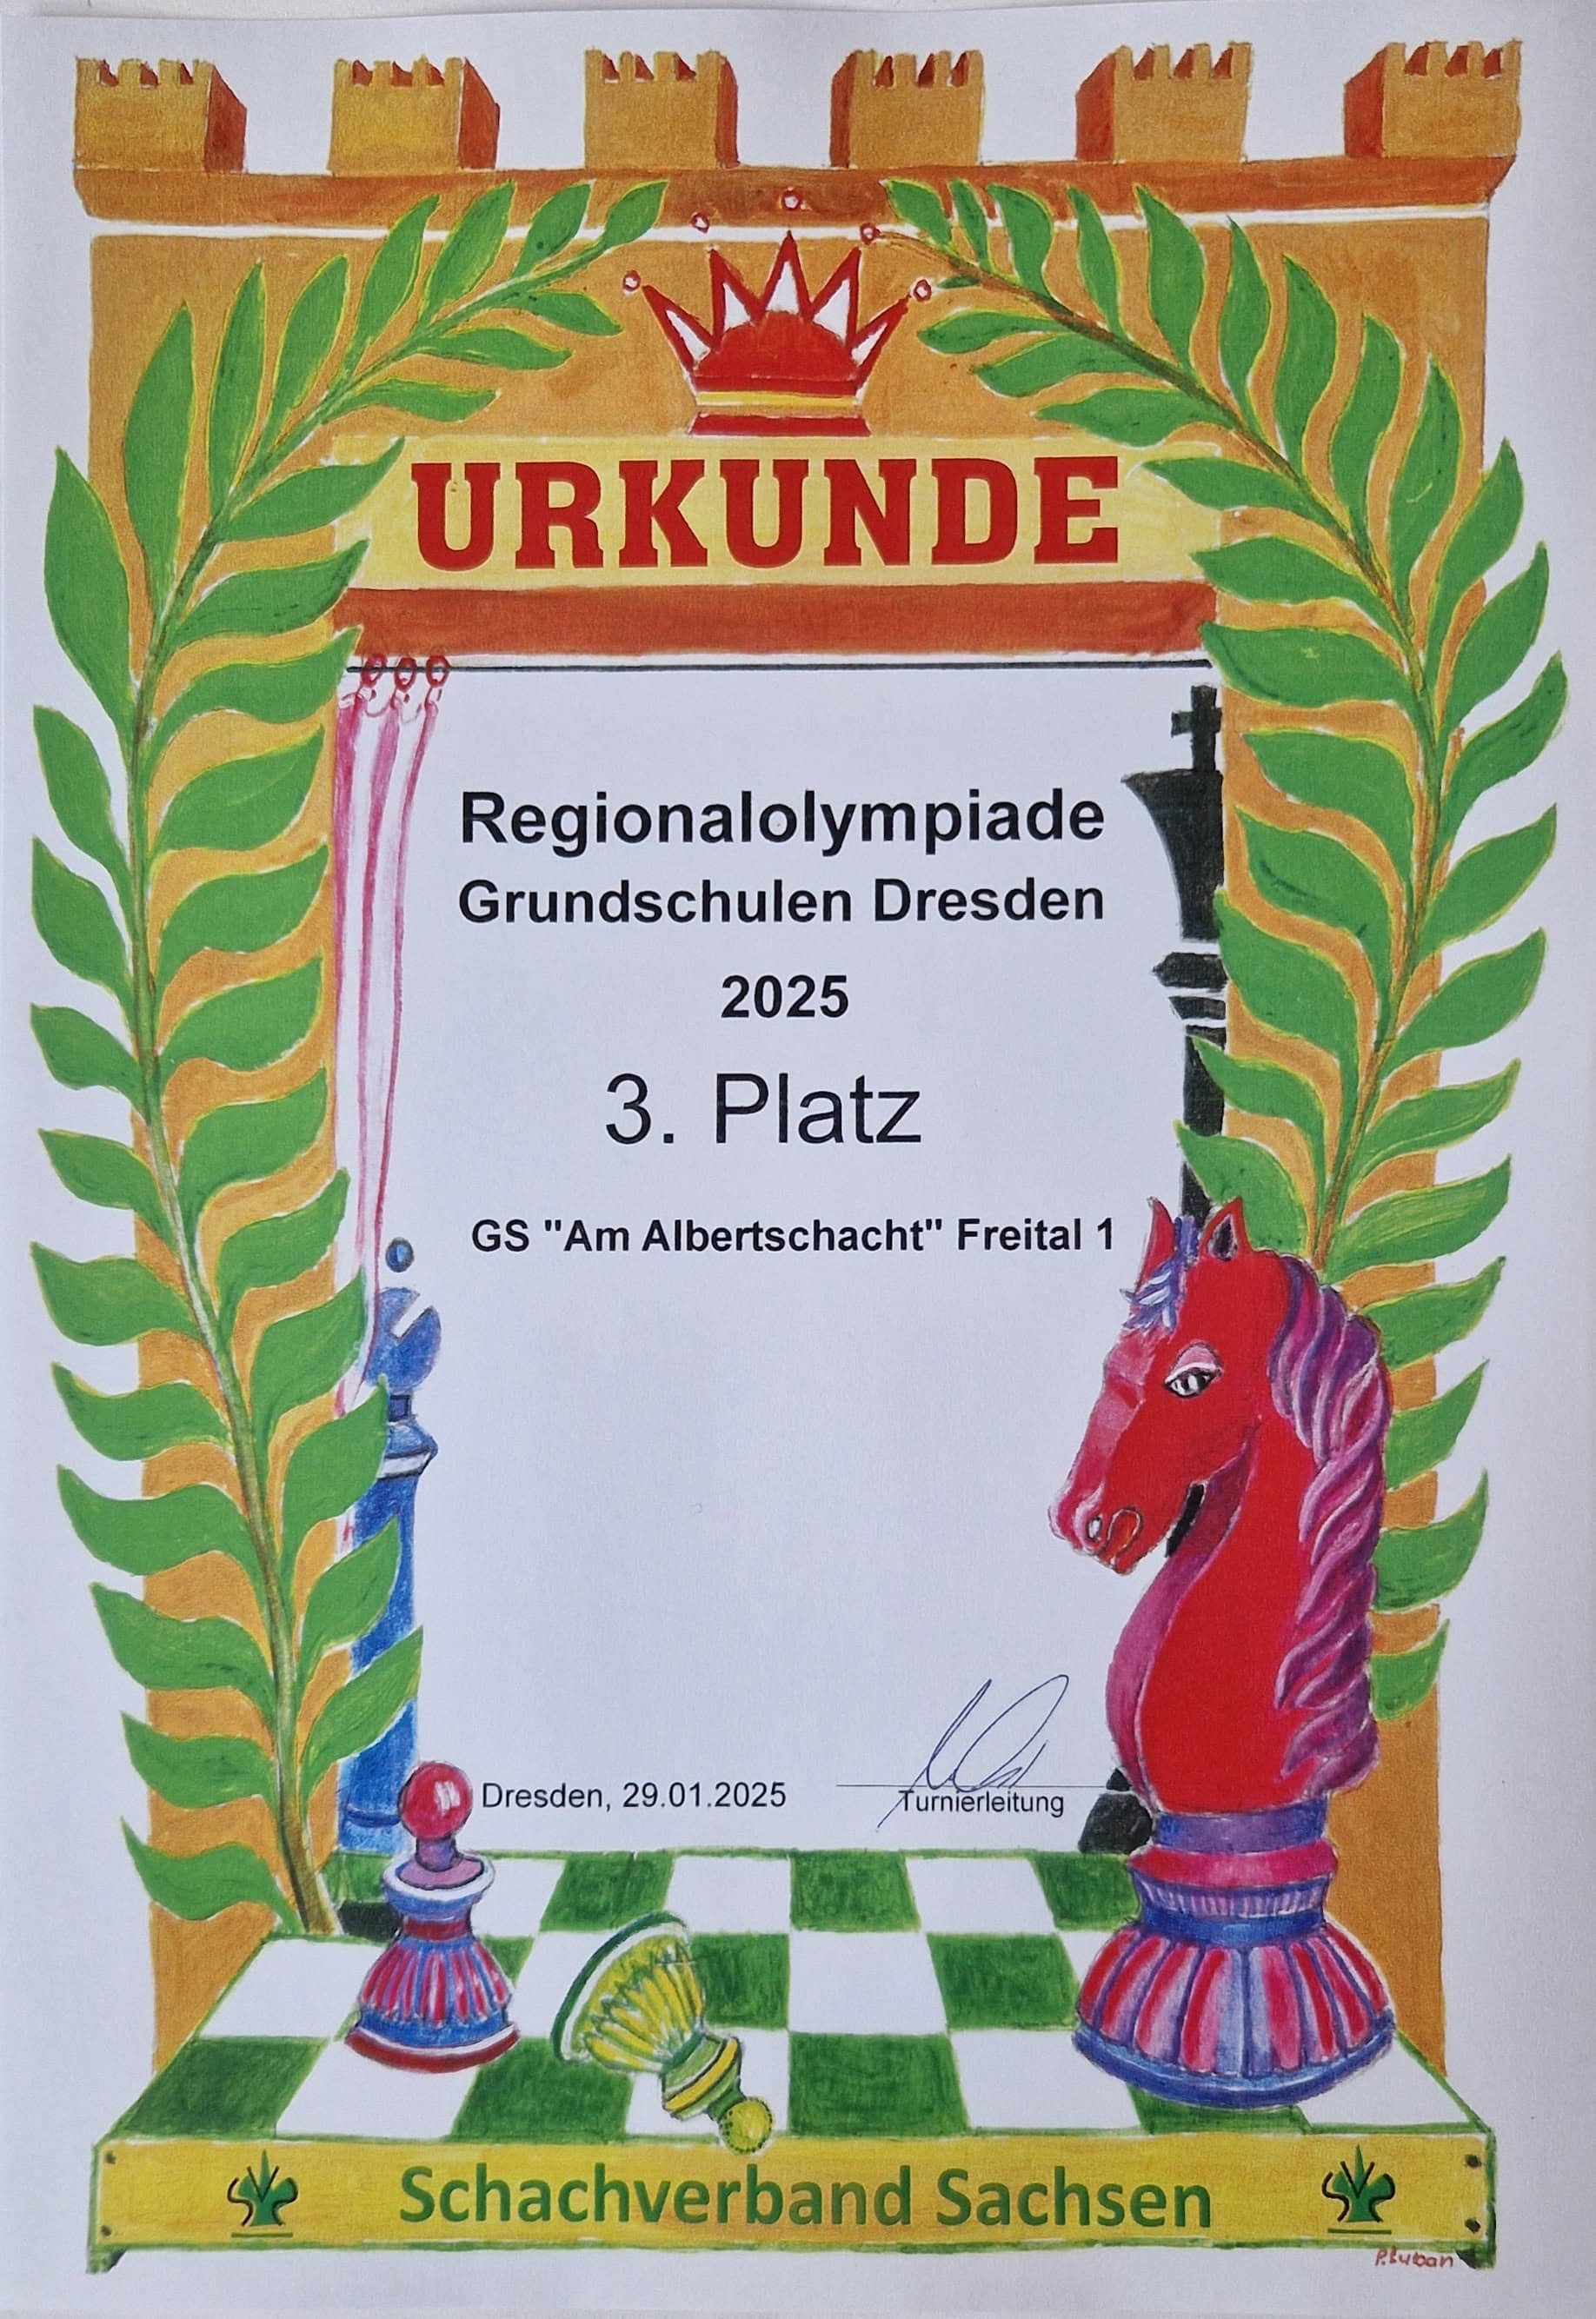 URKUNDE
Regionalolympiade
Grundschulen Dresden
2025
3. Platz
GS "Am Albertschacht" Freital 1
Dresden, 29.01.2025
Turnierleitung
Schachverband Sachsen
P. Luban